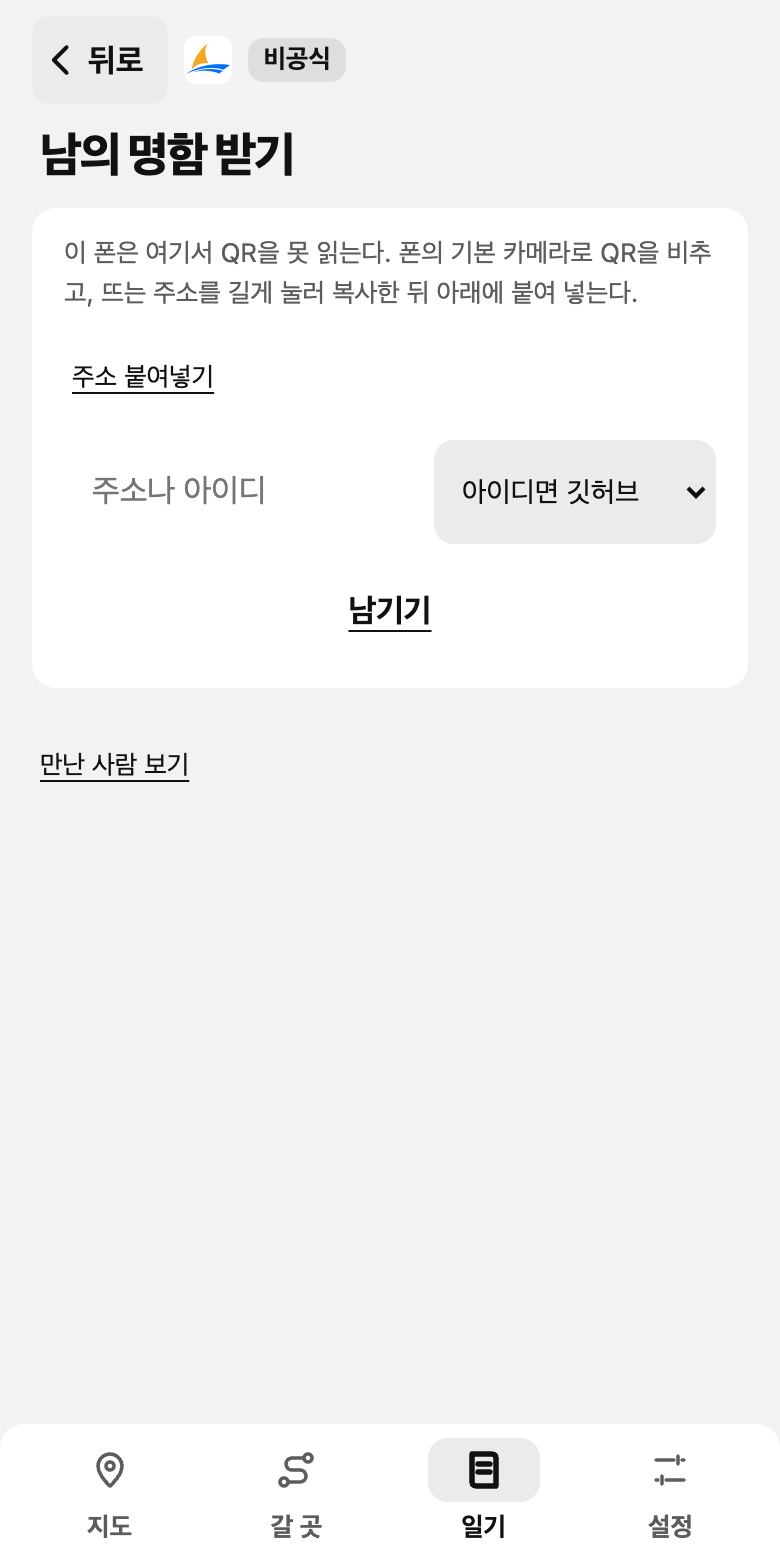 뒤로
비공식
남의 명함 받기
이 폰은 여기서 QR을 못 읽는다. 폰의 기본 카메라로 QR을 비추
고, 뜨는 주소를 길게 눌러 복사한 뒤 아래에 붙여 넣는다.
주소 붙여넣기
주소나 아이디
아이디면 깃허브
남기기
만난 사람 보기
지도
갈 곳
일기
설정